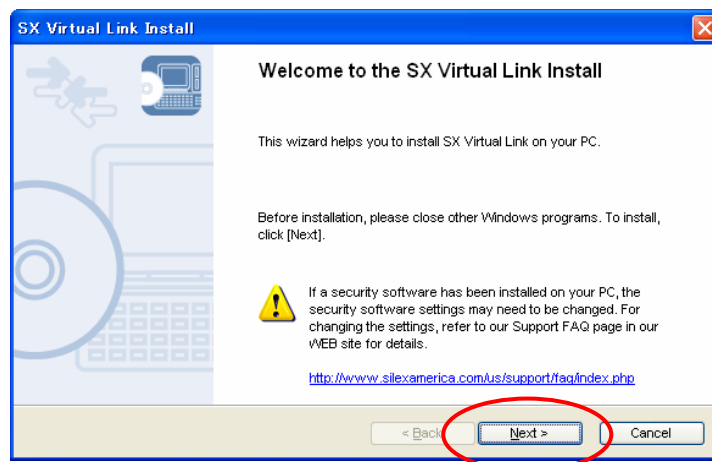 SX Virtual Link Install
Welcome to the SX Virtual Link Install
This wizard helps you to install SX Virtual Link on your PC.
Before installation, please close other Windows programs. To install,
click [Next].
If a security software has been installed on your PC, the
security software settings may need to be changed. For
changing the settings, refer to our Support FAQ page in our
WEB site for details.
http://www.silexamerica.com/us/support/faq/index.php
< Back
Next >
Cancel